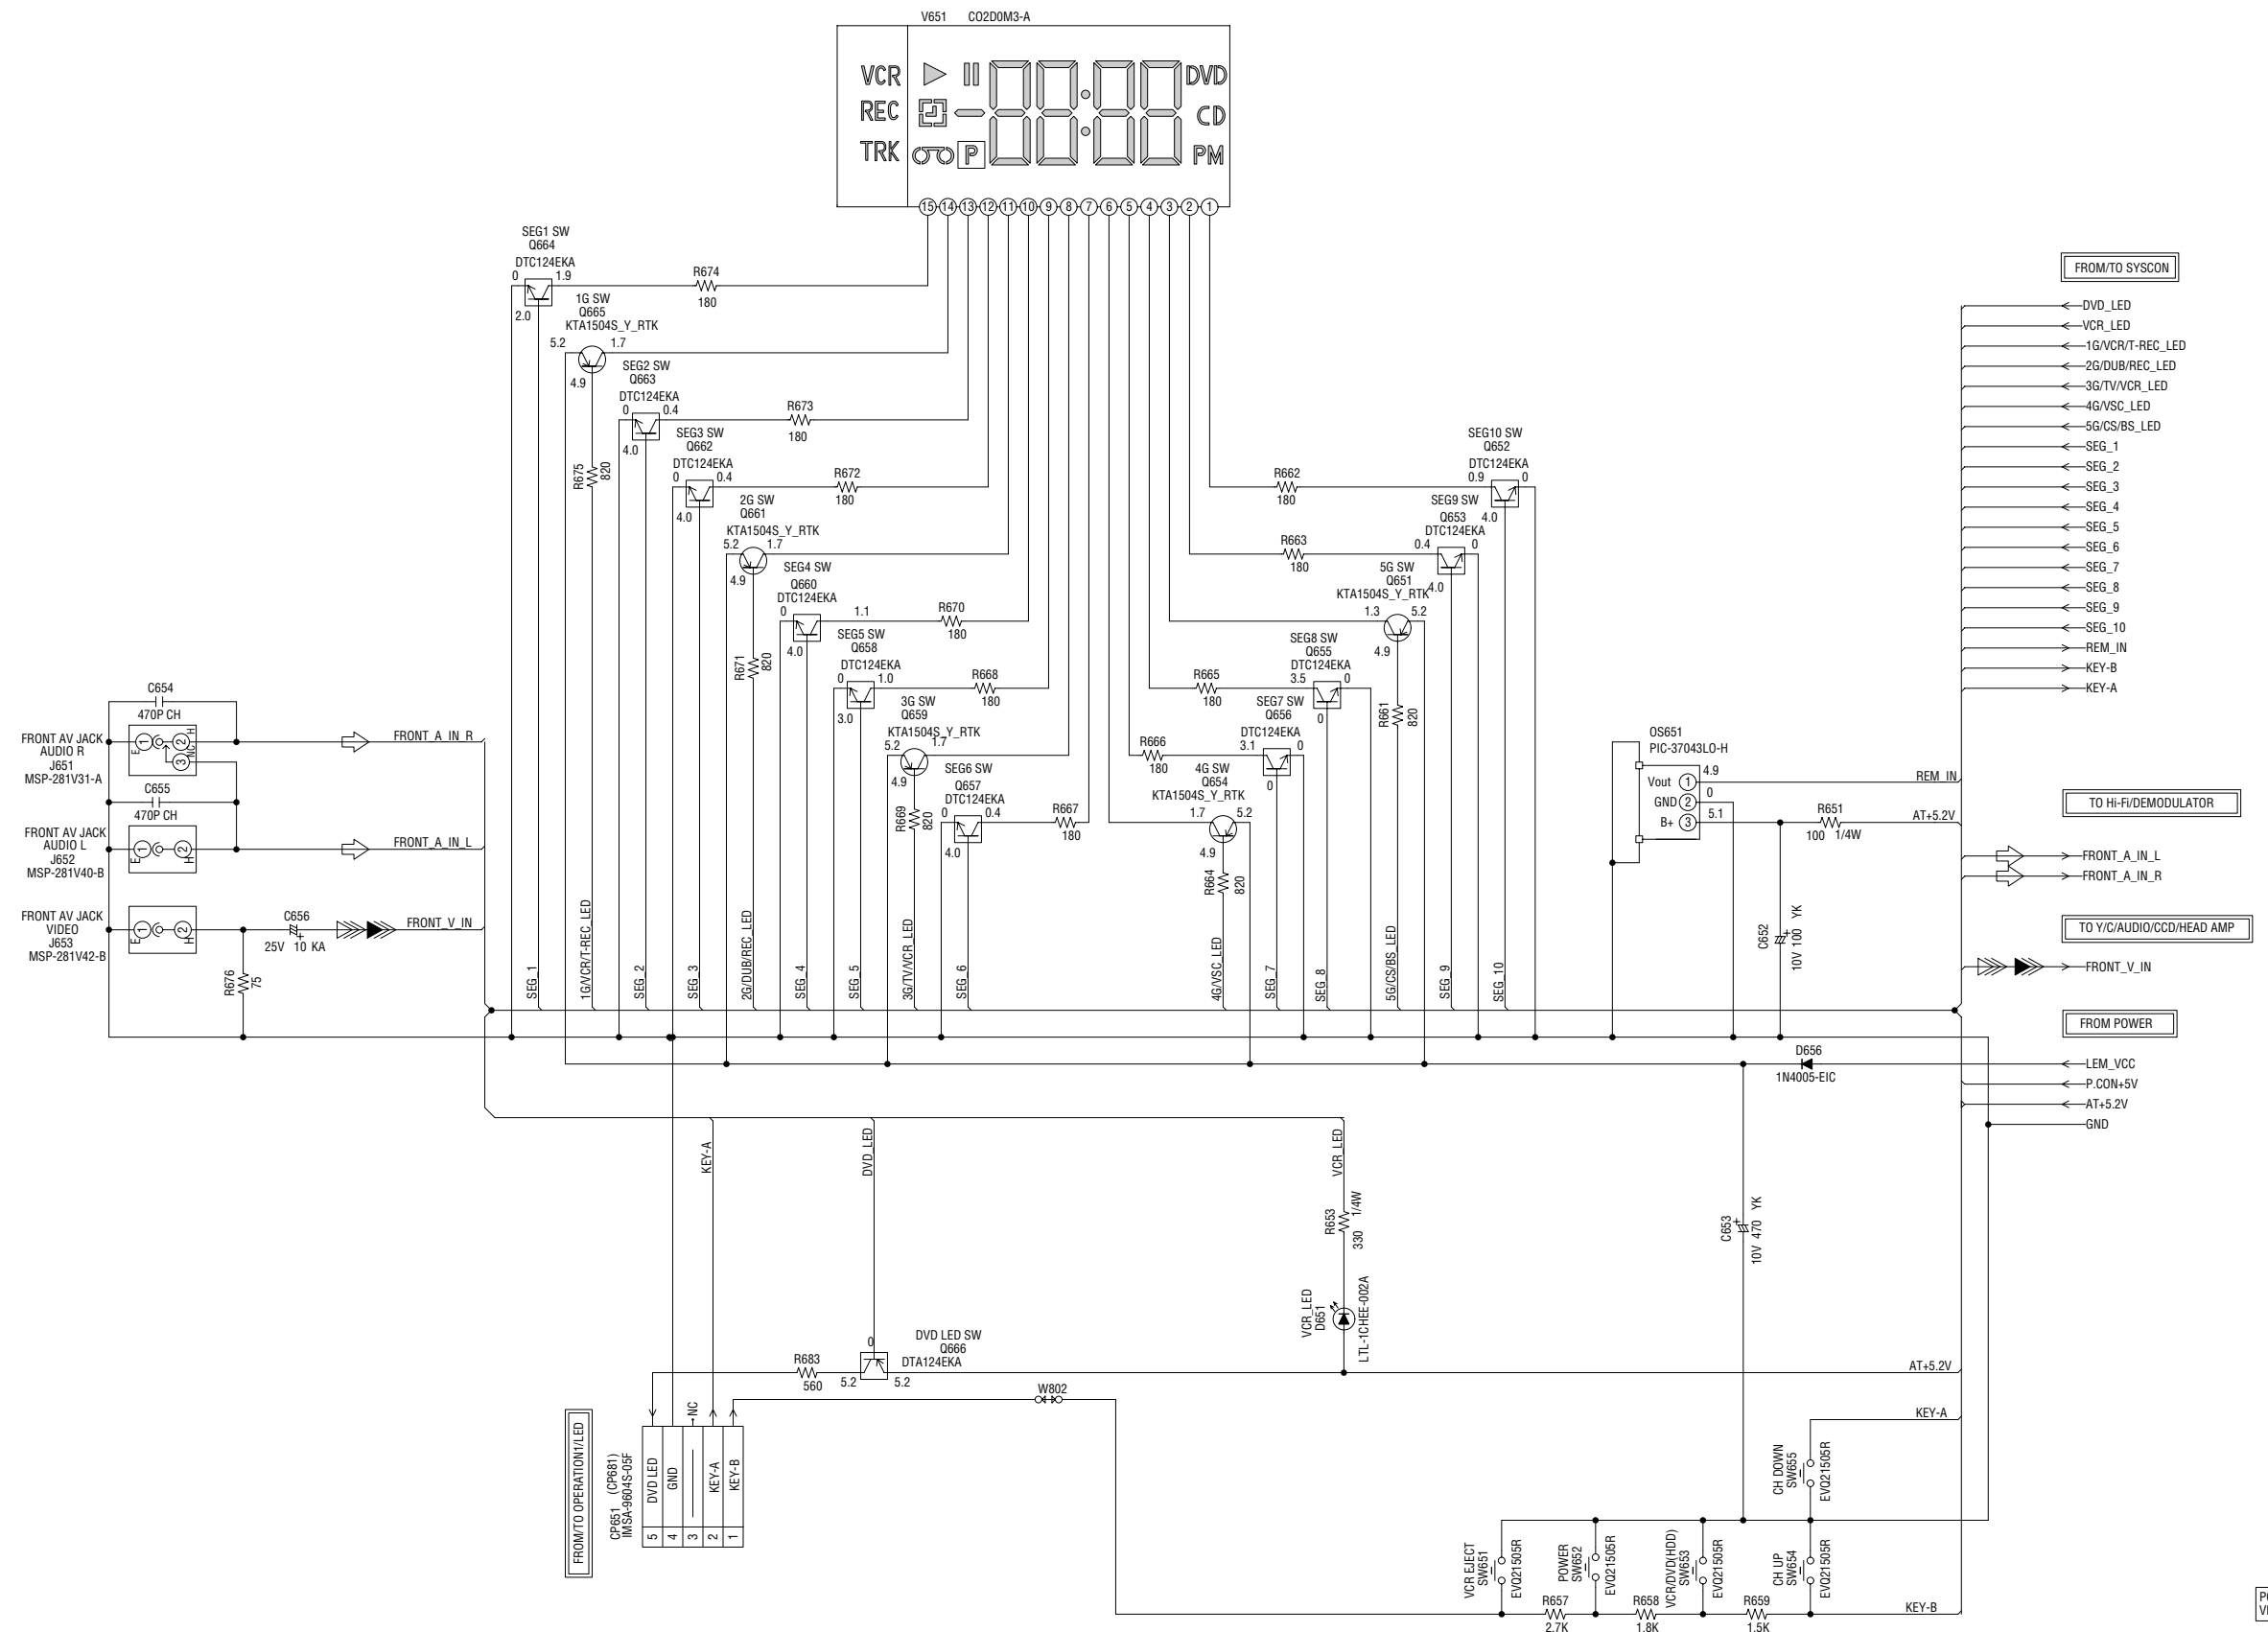 V651 CO2D0M3-A
VCR DVD
REC CD
TRK P PM
15 14 13 12 11 10 9 8 7 6 5 4 3 2 1
SEG1 SW
Q664
DTC124EKA
0 1.9
2.0
R674
180
1G SW
Q665
KTA1504S_Y_RTK
5.2 1.7
4.9
R675
820
SEG2 SW
Q663
DTC124EKA
0 0.4
4.0
R673
180
SEG3 SW
Q662
DTC124EKA
0 0.4
4.0
R672
180
2G SW
Q661
KTA1504S_Y_RTK
5.2 1.7
4.9
R671
820
SEG4 SW
Q660
DTC124EKA
0 1.1
4.0
R670
180
SEG5 SW
Q658
DTC124EKA
0 1.0
3.0
R668
180
3G SW
Q659
KTA1504S_Y_RTK
5.2 1.7
4.9
R669
820
SEG6 SW
Q657
DTC124EKA
0 0.4
4.0
R667
180
SEG10 SW
Q652
DTC124EKA
0.9 0
4.0
R662
180
SEG9 SW
Q653
DTC124EKA
0.4 0
4.0
R663
180
5G SW
Q651
KTA1504S_Y_RTK
1.3 5.2
4.9
R661
820
SEG8 SW
Q655
DTC124EKA
3.5 0
0
R665
180
SEG7 SW
Q656
DTC124EKA
3.1 0
0
R666
180
4G SW
Q654
KTA1504S_Y_RTK
1.7 5.2
4.9
R664
820
FROM/TO SYSCON
DVD_LED
VCR_LED
1G/VCR/T-REC_LED
2G/DUB/REC_LED
3G/TV/VCR_LED
4G/VSC_LED
5G/CS/BS_LED
SEG_1
SEG_2
SEG_3
SEG_4
SEG_5
SEG_6
SEG_7
SEG_8
SEG_9
SEG_10
REM_IN
KEY-B
KEY-A
C654
470P CH
FRONT AV JACK
AUDIO R
J651
MSP-281V31-A
E 1 2 H
NC 3
FRONT_A_IN_R
C655
470P CH
FRONT AV JACK
AUDIO L
J652
MSP-281V40-B
E 1 2 H
FRONT_A_IN_L
FRONT AV JACK
VIDEO
J653
MSP-281V42-B
E 1 2 H
C656
+
25V 10 KA
FRONT_V_IN
R676
75
OS651
PIC-37043LO-H
Vout 1 4.9
GND 2 0
B+ 3 5.1
REM_IN
R651
100 1/4W
AT+5.2V
C652
+
10V 100 YK
TO Hi-Fi/DEMODULATOR
FRONT_A_IN_L
FRONT_A_IN_R
TO Y/C/AUDIO/CCD/HEAD AMP
FRONT_V_IN
FROM POWER
LEM_VCC
P.CON+5V
AT+5.2V
GND
SEG_1
1G/VCR/T-REC_LED
SEG_2
SEG_3
2G/DUB/REC_LED
SEG_4
SEG_5
3G/TV/VCR_LED
SEG_6
4G/VSC_LED
SEG_7
SEG_8
5G/CS/BS_LED
SEG_9
SEG_10
D656
1N4005-EIC
KEY-A
DVD_LED
VCR_LED
R653
330 1/4W
VCR_LED
D651
LTL-1CHEE-002A
C653
+
10V 470 YK
DVD LED SW
Q666
DTA124EKA
0
5.2 5.2
R683
560
AT+5.2V
W802
NC
FROM/TO OPERATION1/LED
CP651 (CP681)
IMSA-9604S-05F
5 DVD LED
4 GND
3
2 KEY-A
1 KEY-B
KEY-A
CH DOWN
SW655
EVQ21505R
VCR EJECT
SW651
EVQ21505R
POWER
SW652
EVQ21505R
VCR/DVD(HDD)
SW653
EVQ21505R
CH UP
SW654
EVQ21505R
R657
2.7K
R658
1.8K
R659
1.5K
KEY-B